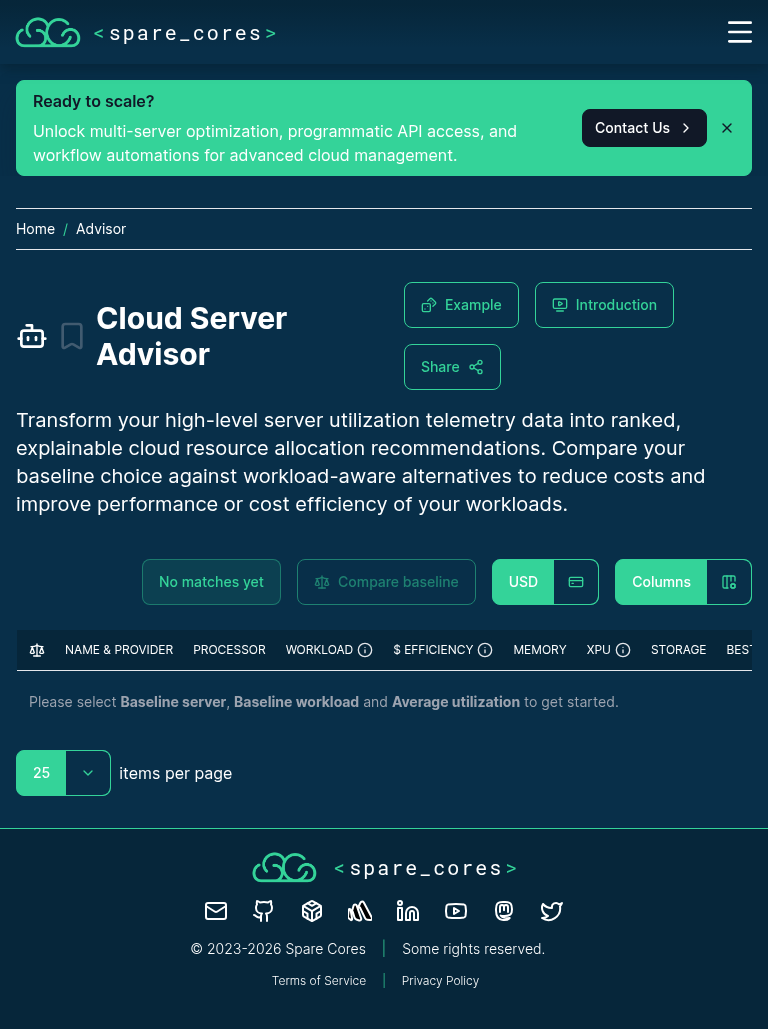 <spare_cores>
Ready to scale?
Unlock multi-server optimization, programmatic API access, and
workflow automations for advanced cloud management.
Contact Us
Home / Advisor
Cloud Server
Advisor
Example
Introduction
Share
Transform your high-level server utilization telemetry data into ranked,
explainable cloud resource allocation recommendations. Compare your
baseline choice against workload-aware alternatives to reduce costs and
improve performance or cost efficiency of your workloads.
No matches yet
Compare baseline
USD
Columns
NAME & PROVIDER PROCESSOR WORKLOAD $ EFFICIENCY MEMORY XPU STORAGE BEST
Please select Baseline server, Baseline workload and Average utilization to get started.
25 items per page
<spare_cores>
© 2023-2026 Spare Cores | Some rights reserved.
Terms of Service | Privacy Policy